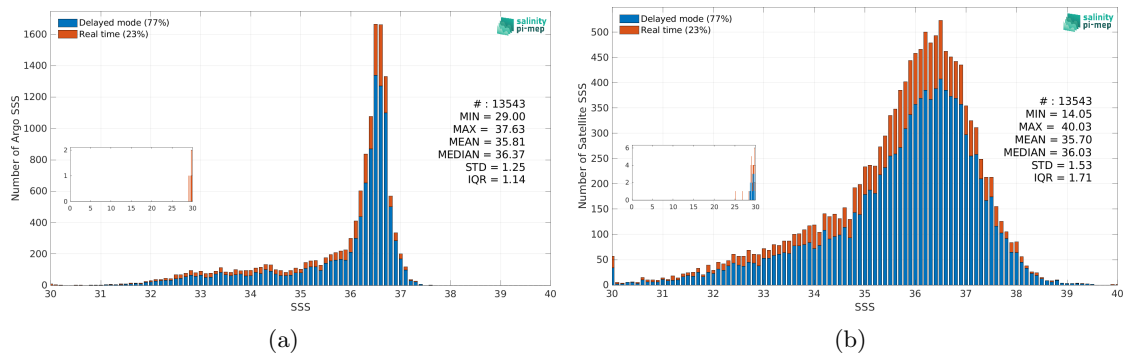 Delayed mode (77%)
Real time (23%)
salinity
pi-mep
Number of Argo SSS
1600
1400
1200
1000
800
600
400
200
0
# : 13543
MIN = 29.00
MAX = 37.63
MEAN = 35.81
MEDIAN = 36.37
STD = 1.25
IQR = 1.14
2
1
0
0 5 10 15 20 25 30
30 31 32 33 34 35 36 37 38 39 40
SSS
(a)
Delayed mode (77%)
Real time (23%)
salinity
pi-mep
Number of Satellite SSS
500
450
400
350
300
250
200
150
100
50
0
# : 13543
MIN = 14.05
MAX = 40.03
MEAN = 35.70
MEDIAN = 36.03
STD = 1.53
IQR = 1.71
6
4
2
0
0 5 10 15 20 25 30
30 31 32 33 34 35 36 37 38 39 40
SSS
(b)